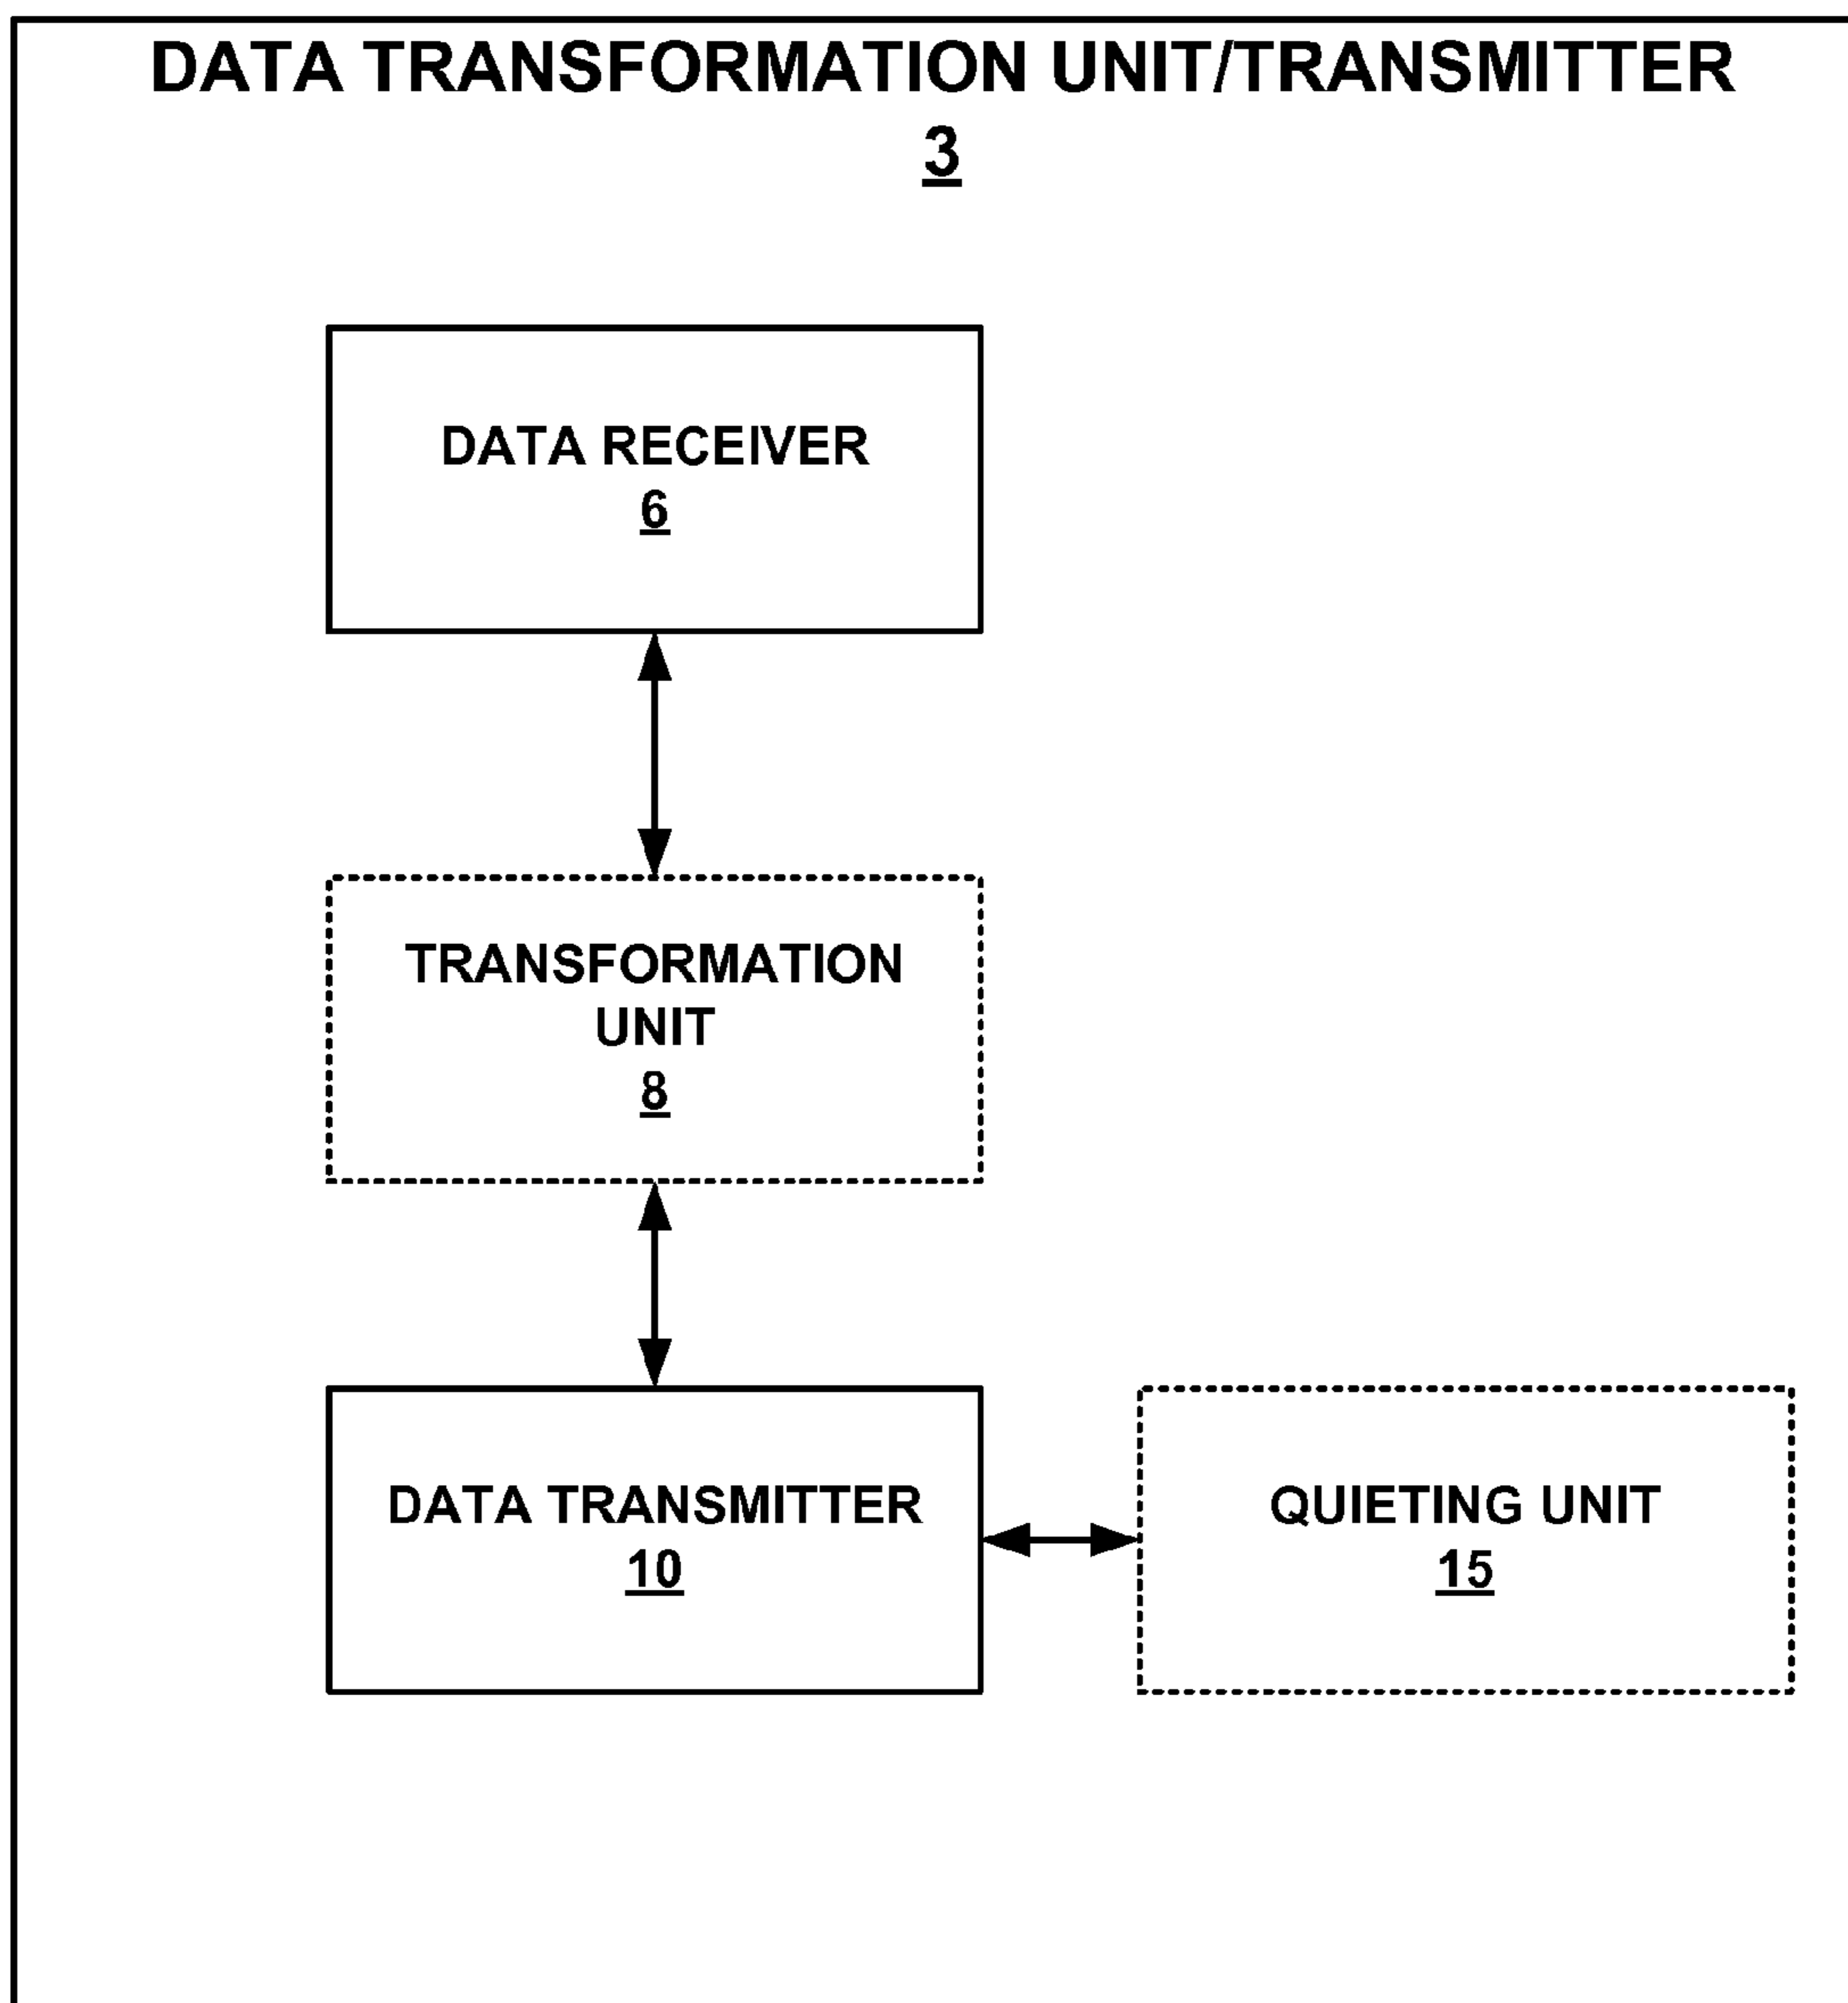 DATA TRANSFORMATION UNIT/TRANSMITTER
3
DATA RECEIVER
6
TRANSFORMATION
UNIT
8
DATA TRANSMITTER
10
QUIETING UNIT
15